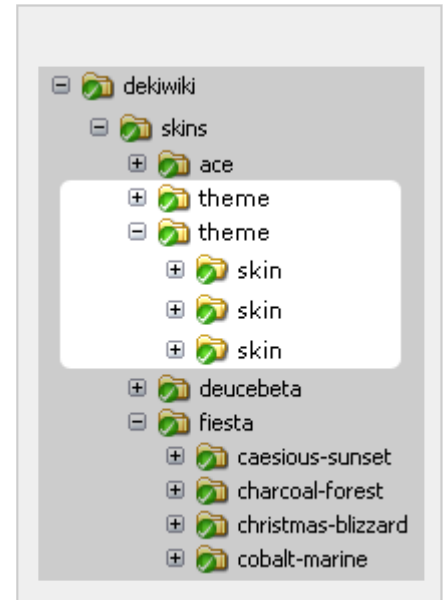 dekiwiki
skins
ace
theme
theme
skin
skin
skin
deucebeta
fiesta
caesious-sunset
charcoal-forest
christmas-blizzard
cobalt-marine